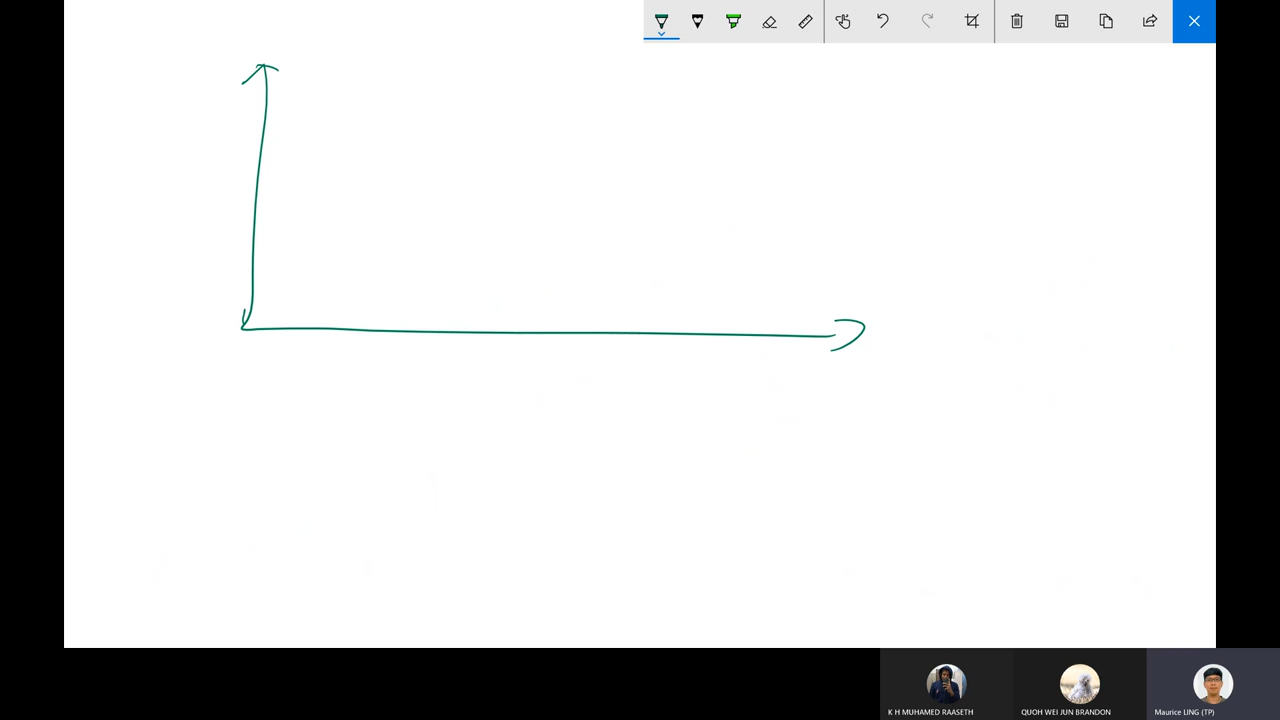 K H MUHAMED RAASETH
QUOH WEI JUN BRANDON
Maurice LING (TP)